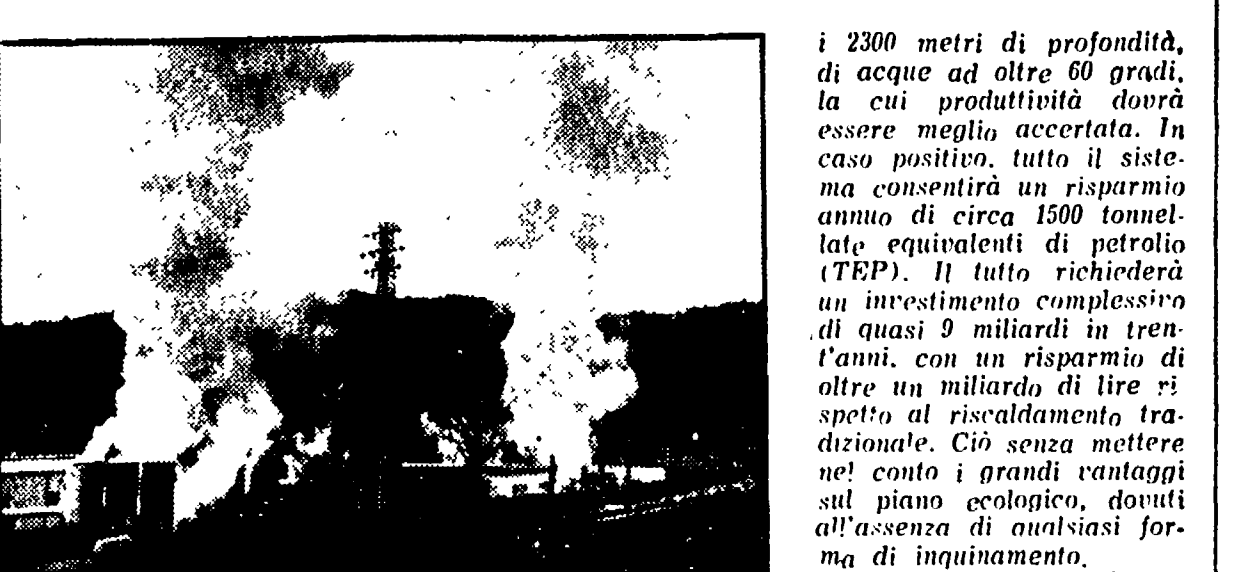 i 2300 metri di profondità,
di acque ad oltre 60 gradi,
la cui produttività dovrà
essere meglio accertata. In
caso positivo. tutto il siste-
ma consentirà un risparmio
annuo di circa 1500 tonnel-
late equivalenti di petrolio
(TEP). Il tutto richiederà
un investimento complessivo
di quasi 9 miliardi in tren-
t'anni. con un risparmio di
oltre un miliardo di lire ri
spetto al riscaldamento tra-
dizionale. Ciò senza mettere
nel conto i grandi vantaggi
sul piano ecologico, dovuti
all'assenza di qualsiasi for-
ma di inquinamento.